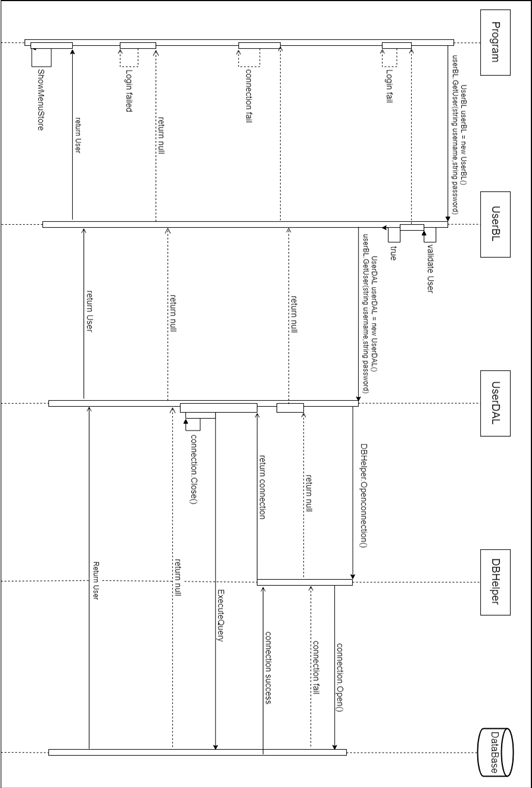 Program
UserBL
UserDAL
DBHelper
DataBase
UserBL userBL = new UserBL()
userBL.GetUser(string username,string password)
validate User
true
Login fail
UserDAL userDAL = new UserDAL()
userBL.GetUser(string username,string password)
DBHelper.Openconnection()
connection.Open()
connection fail
return null
return null
connection fail
connection success
return connection
ExecuteQuery
connection.Close()
return null
return null
return null
Login failed
Return User
return User
return User
ShowMenuStore